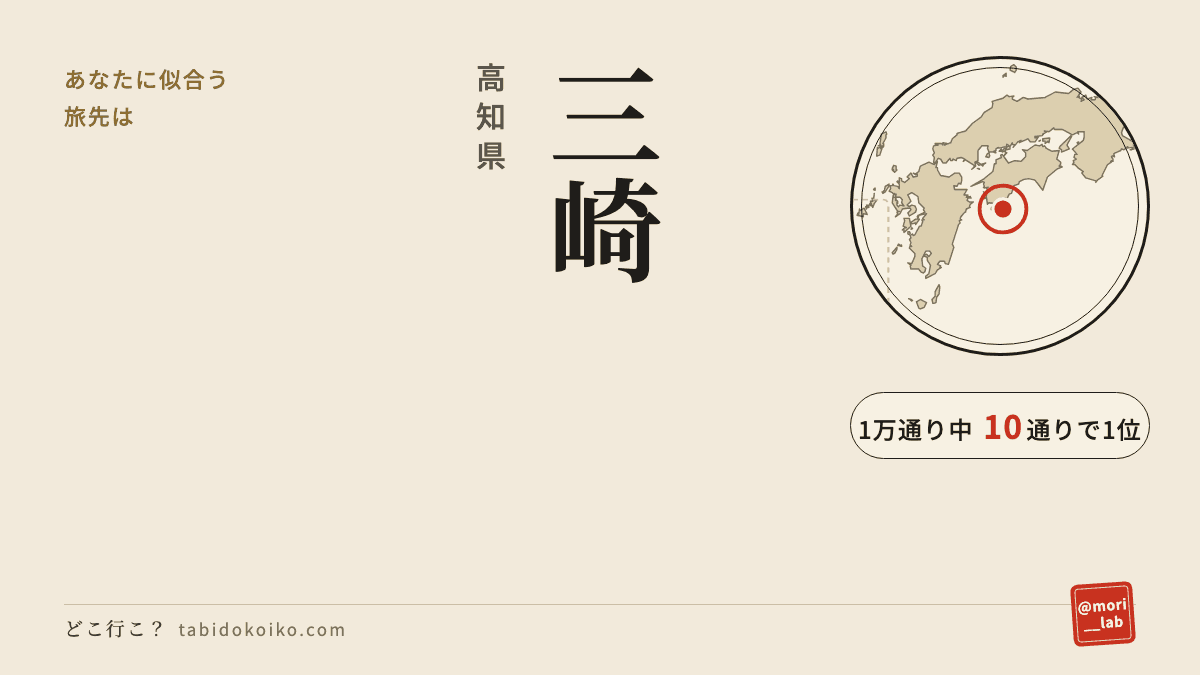 あなたに似合う
旅先は
三崎
高知県
1万通り中 10通りで1位
どこ行こ？ tabidokoiko.com
@mori
__lab